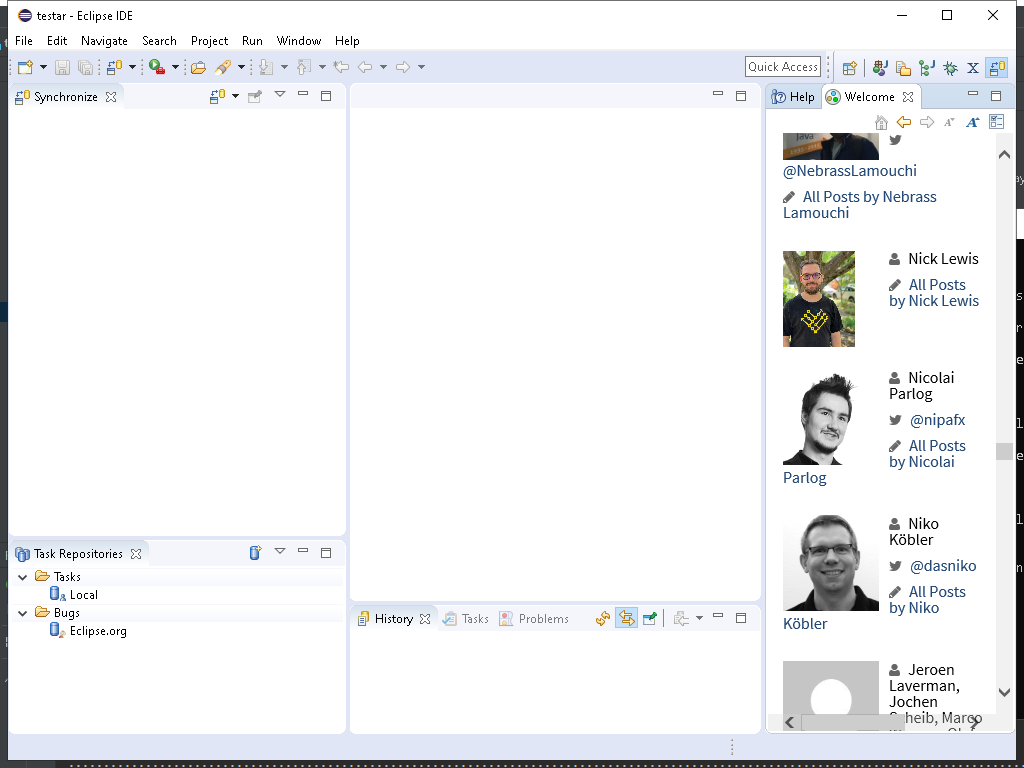 testar - Eclipse IDE
File Edit Navigate Search Project Run Window Help
Quick Access
Synchronize
Help Welcome
@NebrassLamouchi
All Posts by Nebrass
Lamouchi
Nick Lewis
All Posts
by Nick Lewis
Nicolai
Parlog
@nipafx
All Posts
by Nicolai
Parlog
Niko
Köbler
@dasniko
All Posts
by Niko
Köbler
Jeroen
Laverman,
Jochen
Scheib, Marco
Task Repositories
Tasks
Local
Bugs
Eclipse.org
History Tasks Problems